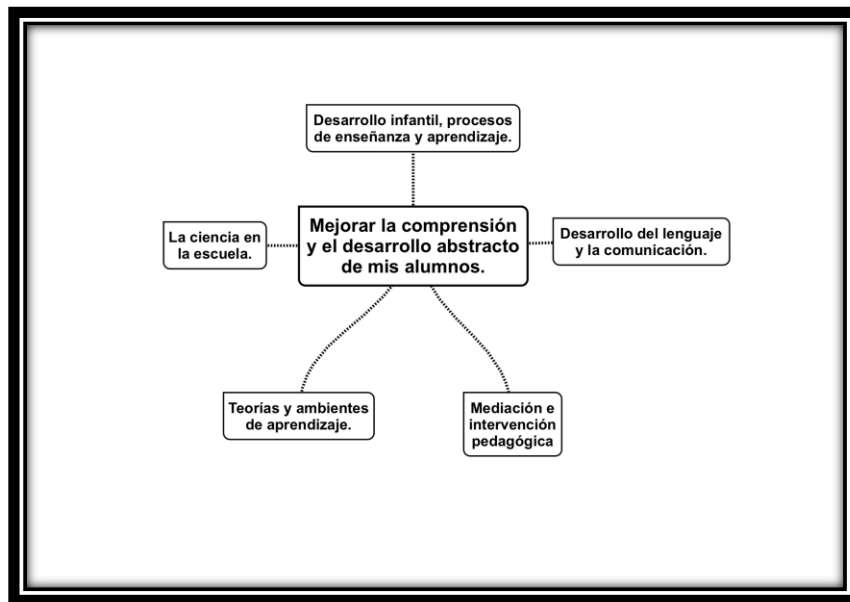 Desarrollo infantil, procesos
de enseñanza y aprendizaje.
La ciencia en
la escuela.
Mejorar la comprensión
y el desarrollo abstracto
de mis alumnos.
Desarrollo del lenguaje
y la comunicación.
Teorías y ambientes
de aprendizaje.
Mediación e
intervención
pedagógica